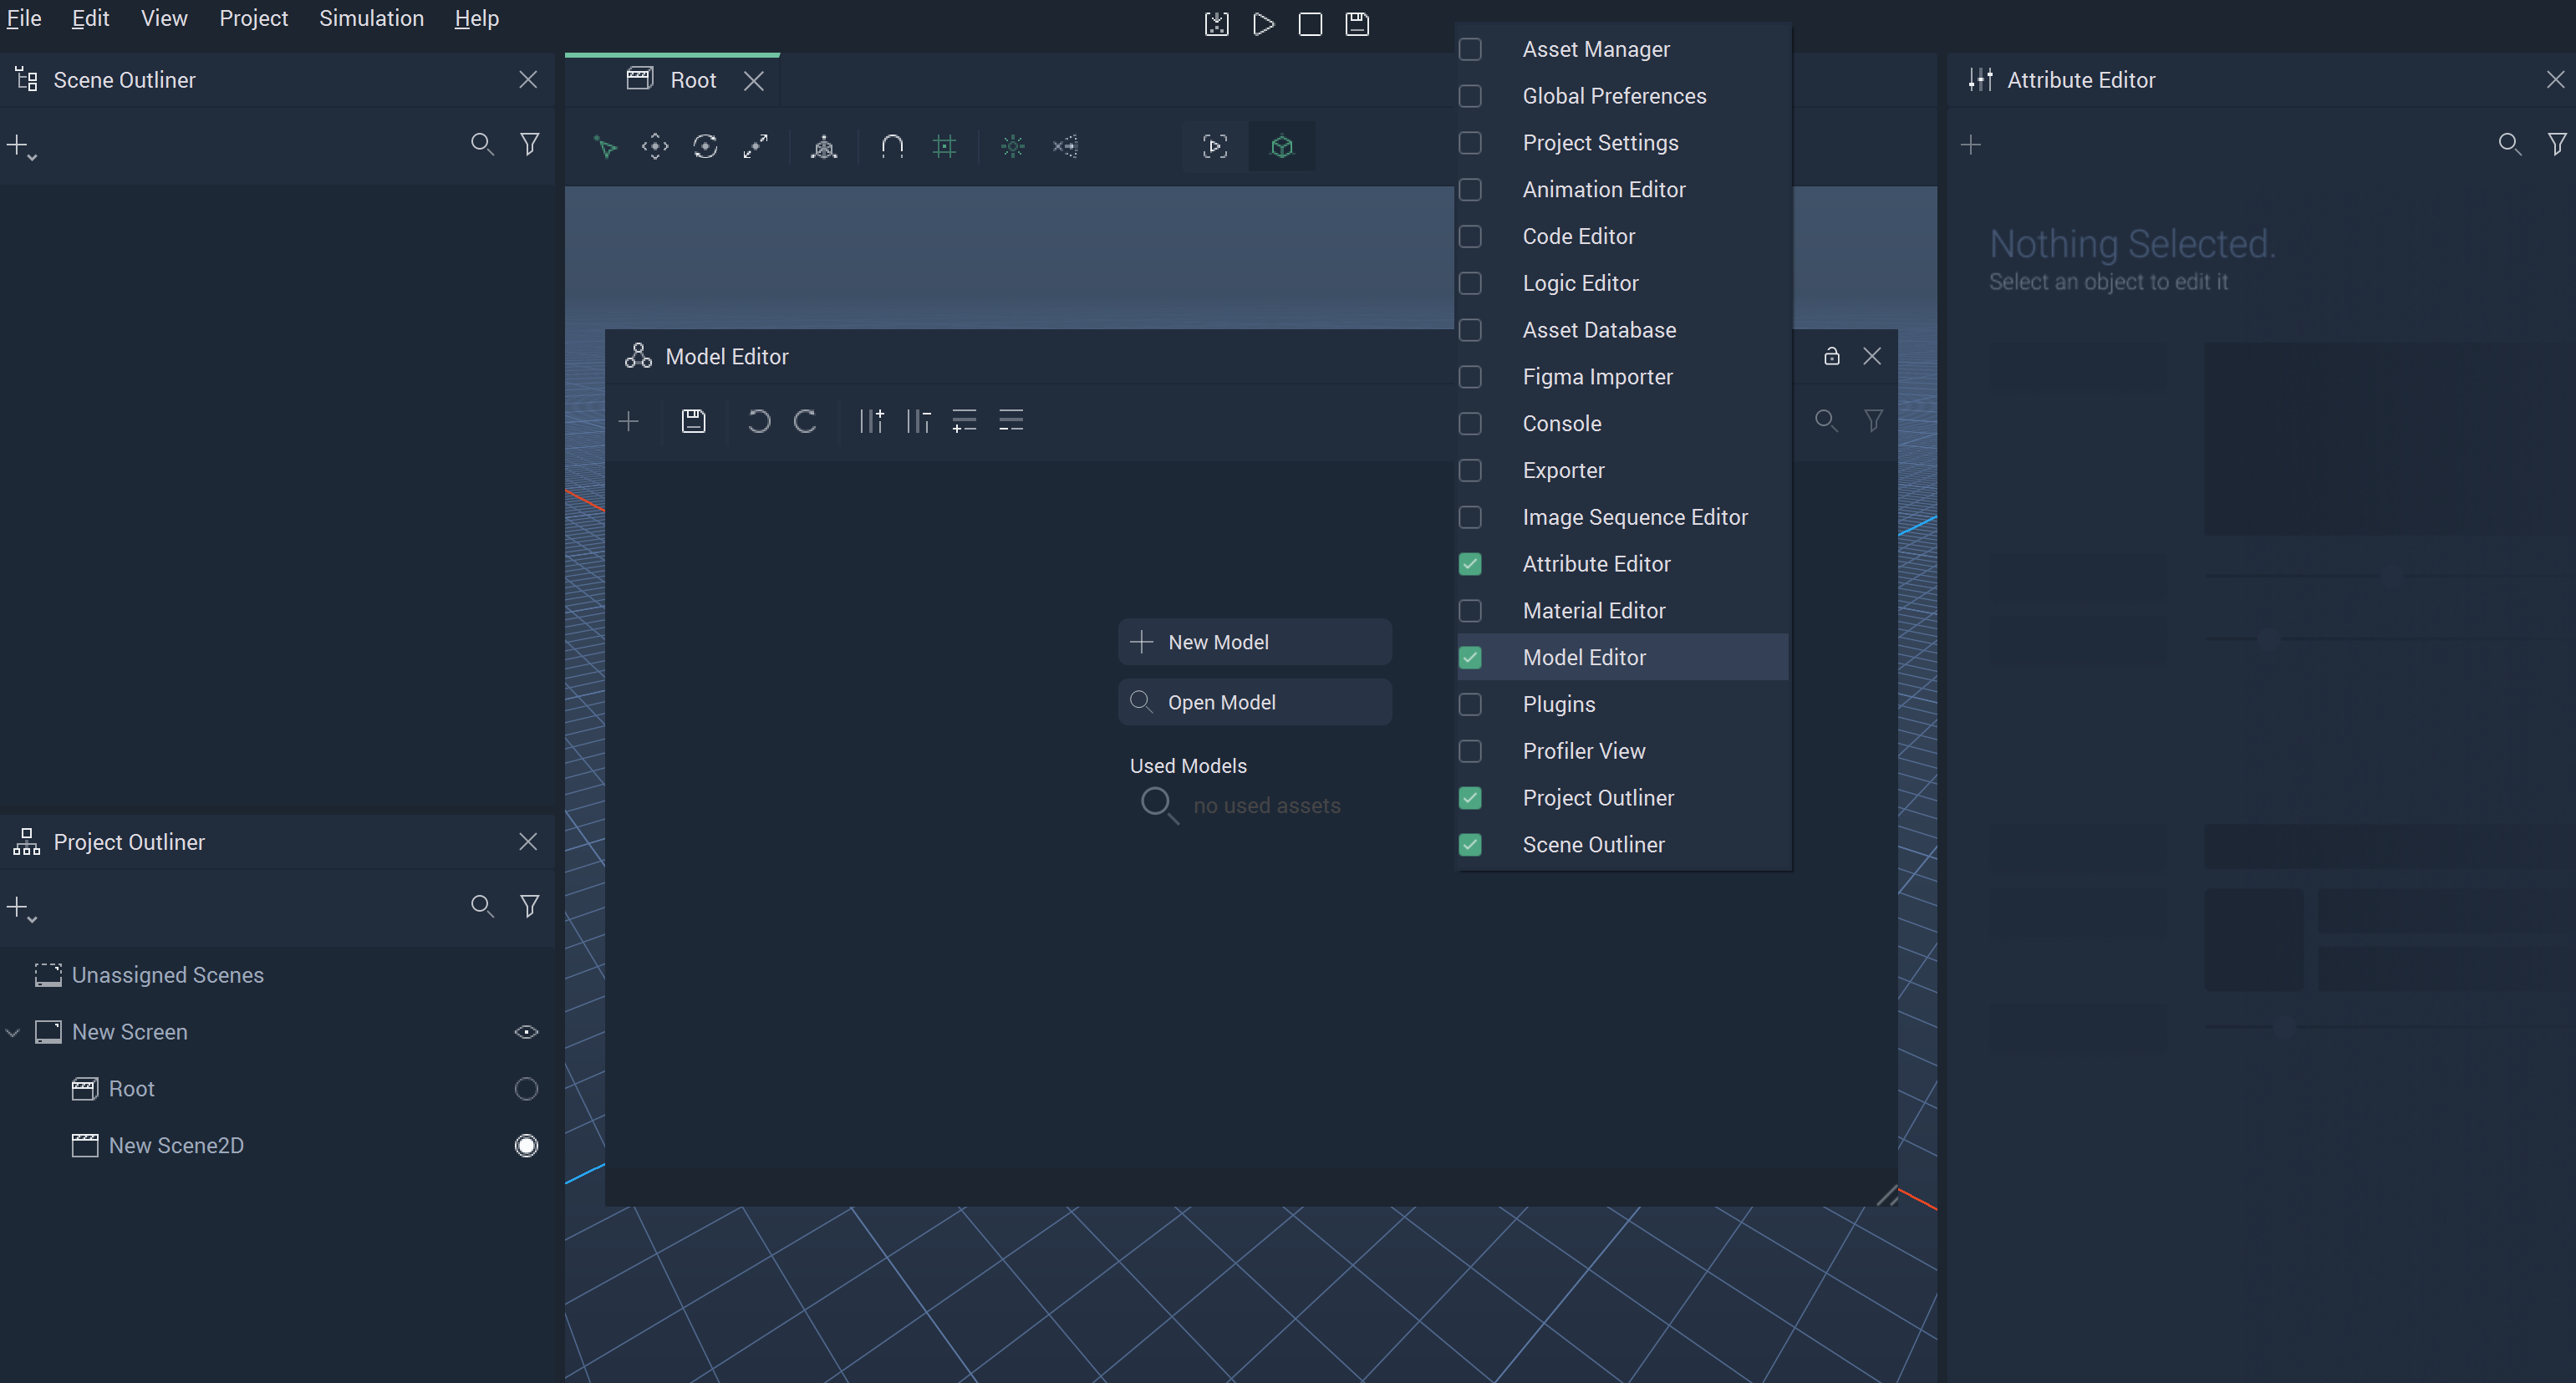 File Edit View Project Simulation Help
Scene Outliner
Root
Asset Manager
Global Preferences
Project Settings
Animation Editor
Code Editor
Logic Editor
Asset Database
Figma Importer
Console
Exporter
Image Sequence Editor
Attribute Editor
Material Editor
Model Editor
Plugins
Profiler View
Project Outliner
Scene Outliner
Attribute Editor
Nothing Selected.
Select an object to edit it
Model Editor
New Model
Open Model
Used Models
no used assets
Project Outliner
Unassigned Scenes
New Screen
Root
New Scene2D